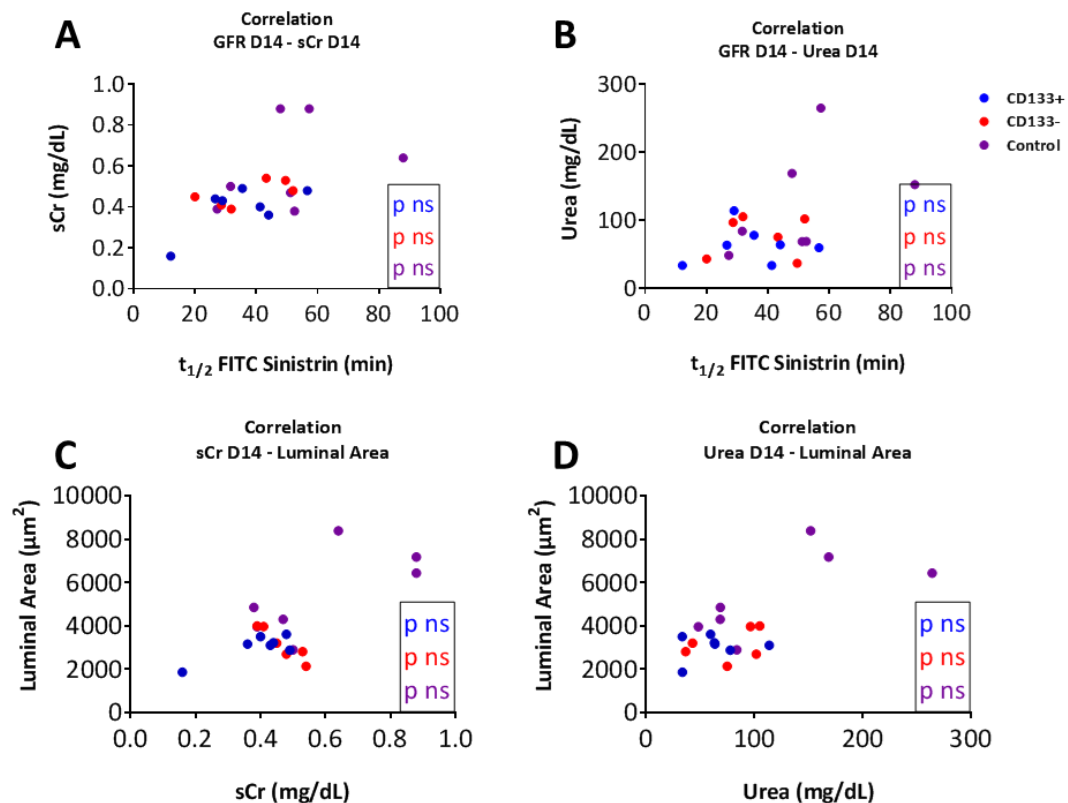 A
Correlation
GFR D14 - sCr D14
sCr (mg/dL)
1.0
0.8
0.6
0.4
0.2
0.0
p ns
p ns
p ns
0 20 40 60 80 100
t1/2 FITC Sinistrin (min)
B
Correlation
GFR D14 - Urea D14
Urea (mg/dL)
300
200
100
0
p ns
p ns
p ns
0 20 40 60 80 100
t1/2 FITC Sinistrin (min)
CD133+
CD133-
Control
C
Correlation
sCr D14 - Luminal Area
Luminal Area (µm²)
10000
8000
6000
4000
2000
0
p ns
p ns
p ns
0.0 0.2 0.4 0.6 0.8 1.0
sCr (mg/dL)
D
Correlation
Urea D14 - Luminal Area
Luminal Area (µm²)
10000
8000
6000
4000
2000
0
p ns
p ns
p ns
0 100 200 300
Urea (mg/dL)